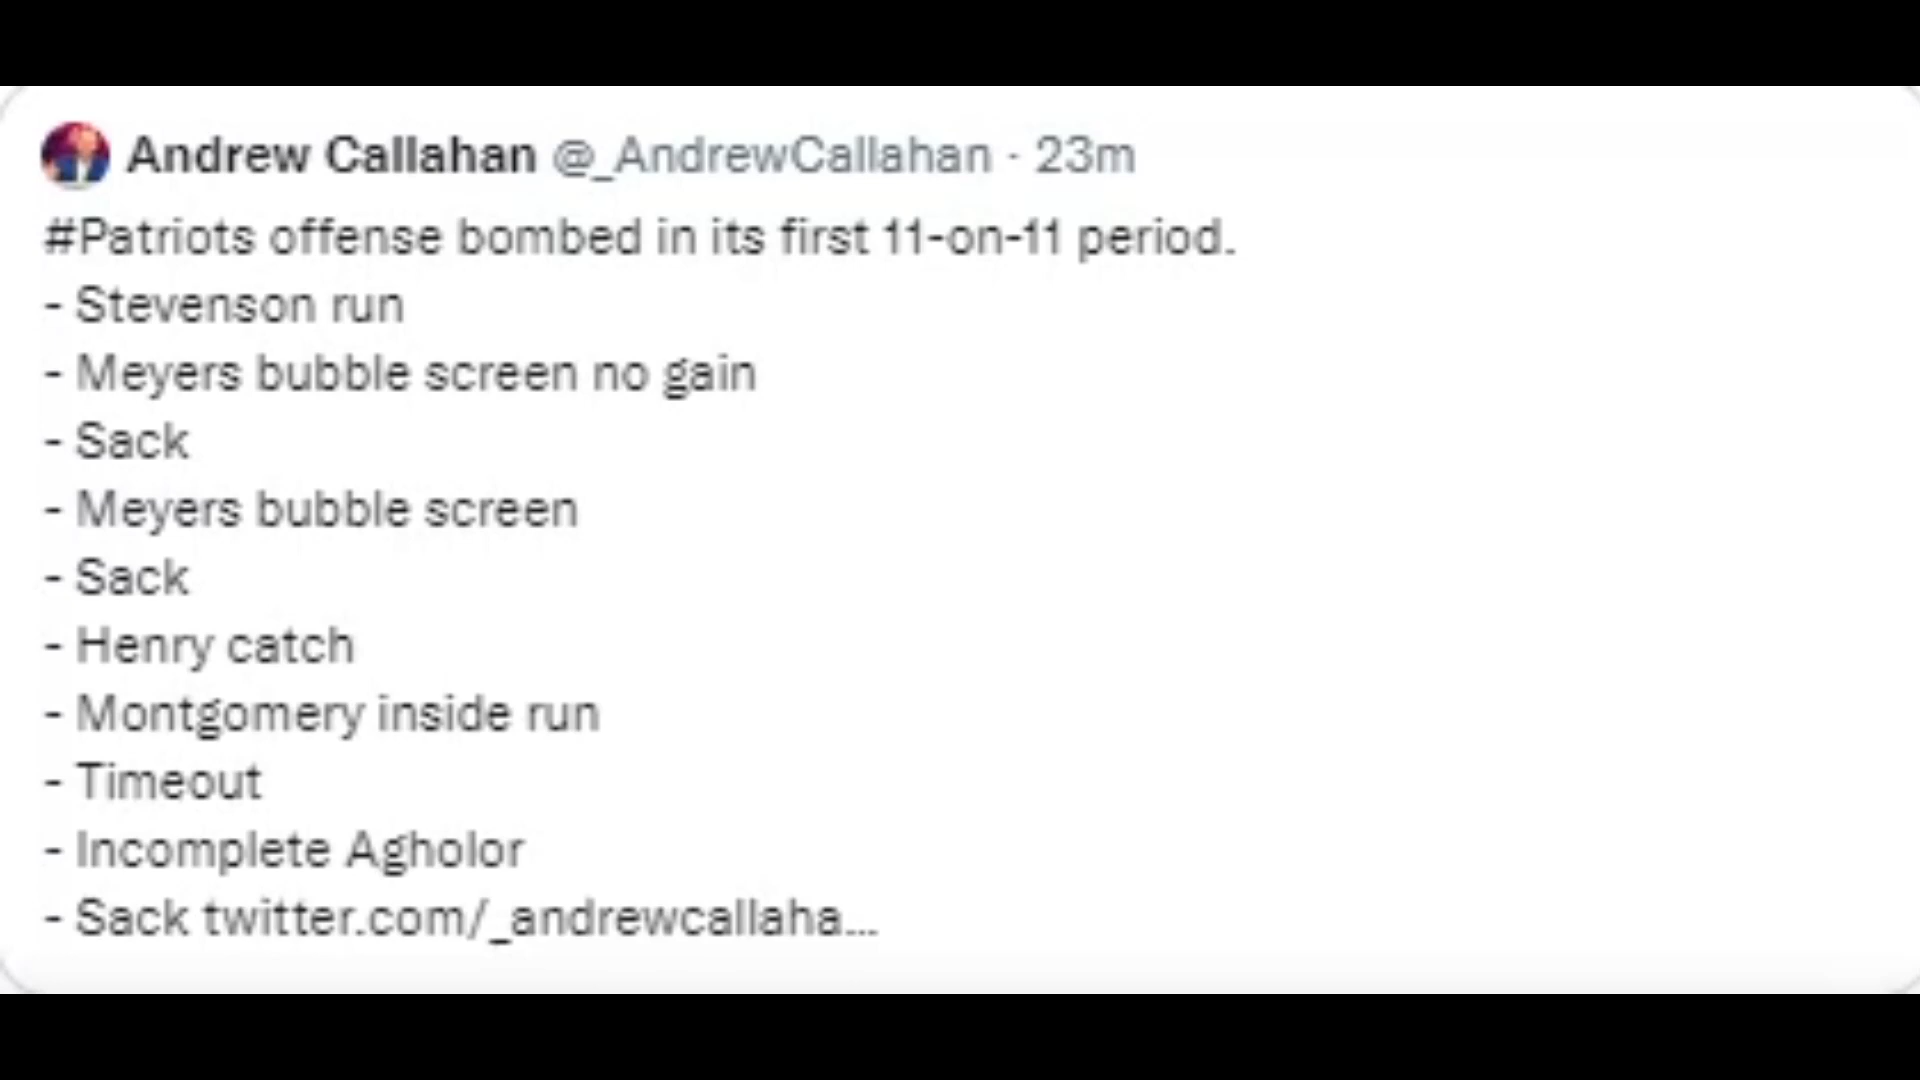 Andrew Callahan @_AndrewCallahan · 23m
#Patriots offense bombed in its first 11-on-11 period.
- Stevenson run
- Meyers bubble screen no gain
- Sack
- Meyers bubble screen
- Sack
- Henry catch
- Montgomery inside run
- Timeout
- Incomplete Agholor
- Sack twitter.com/_andrewcallaha...